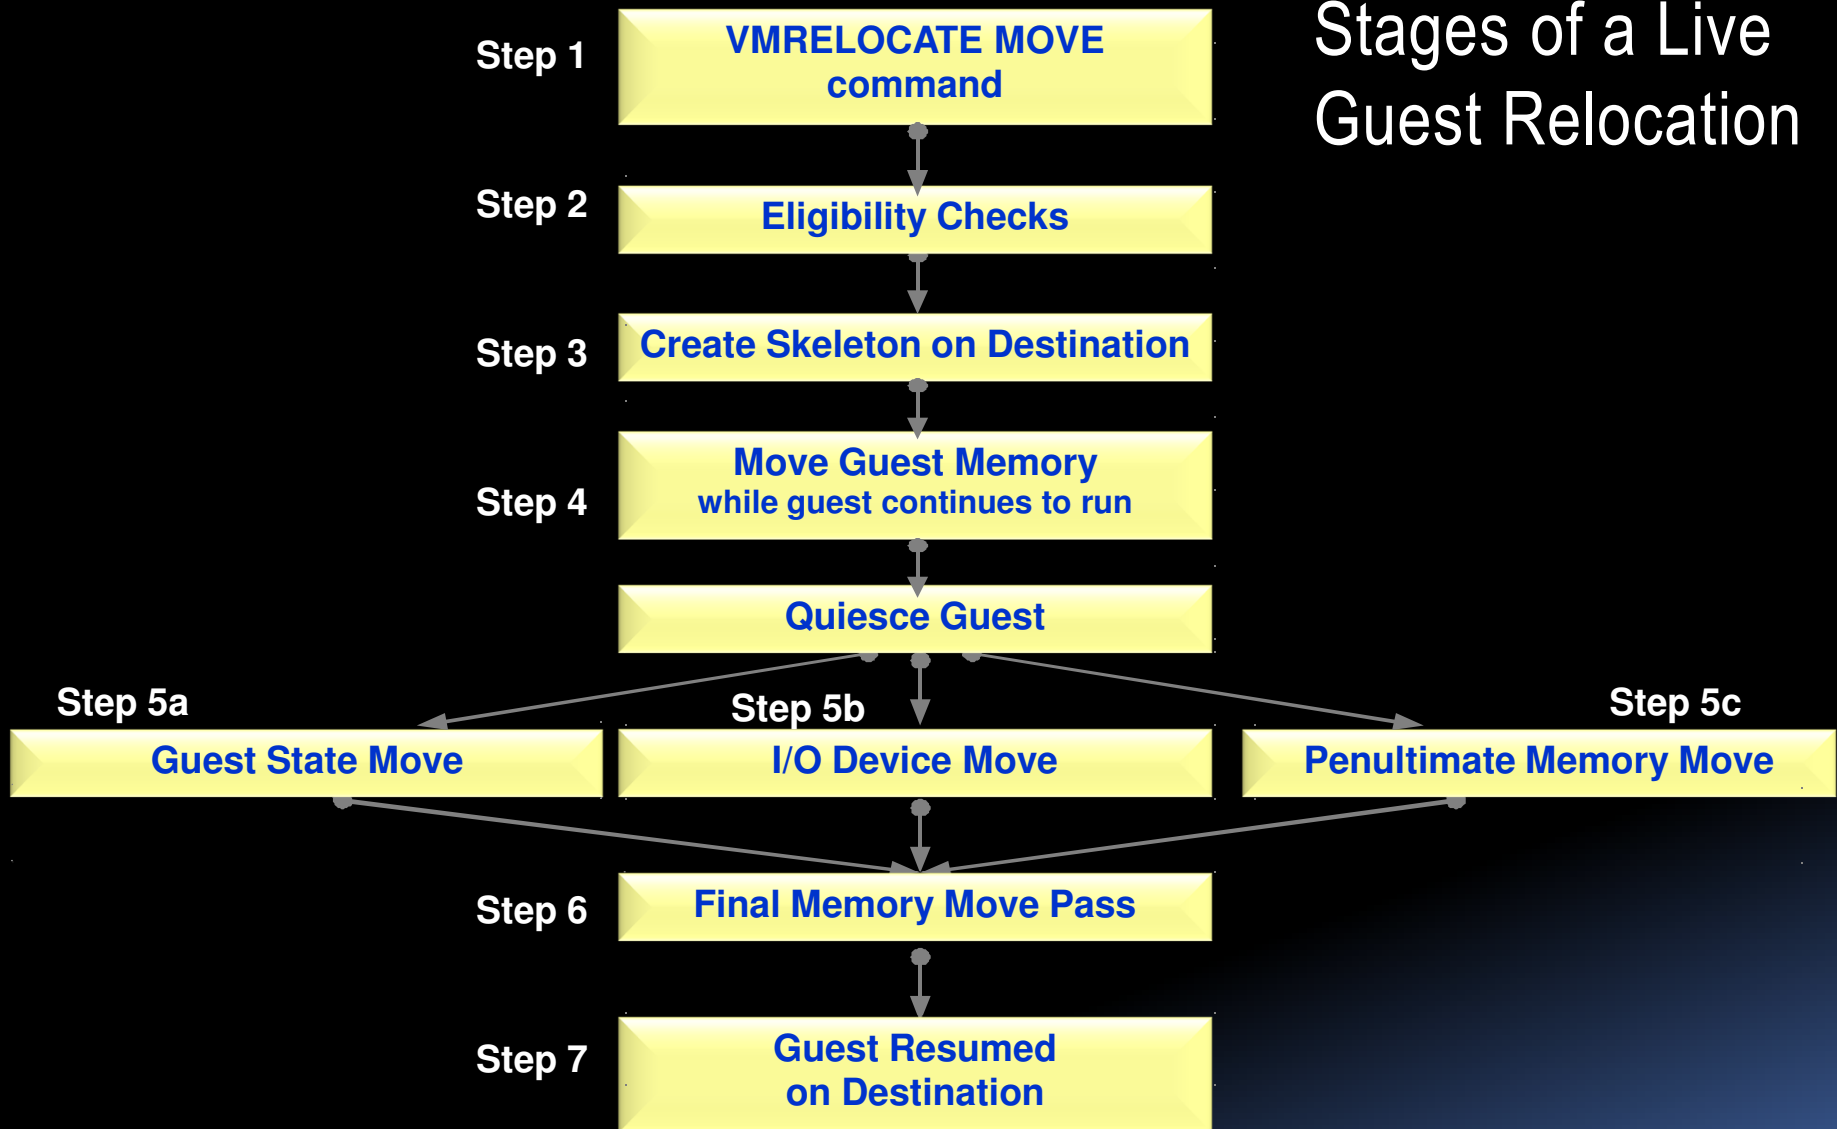 Stages of a Live
Guest Relocation
Step 1
VMRELOCATE MOVE
command
Step 2
Eligibility Checks
Step 3
Create Skeleton on Destination
Step 4
Move Guest Memory
while guest continues to run
Quiesce Guest
Step 5a
Guest State Move
Step 5b
I/O Device Move
Step 5c
Penultimate Memory Move
Step 6
Final Memory Move Pass
Step 7
Guest Resumed
on Destination